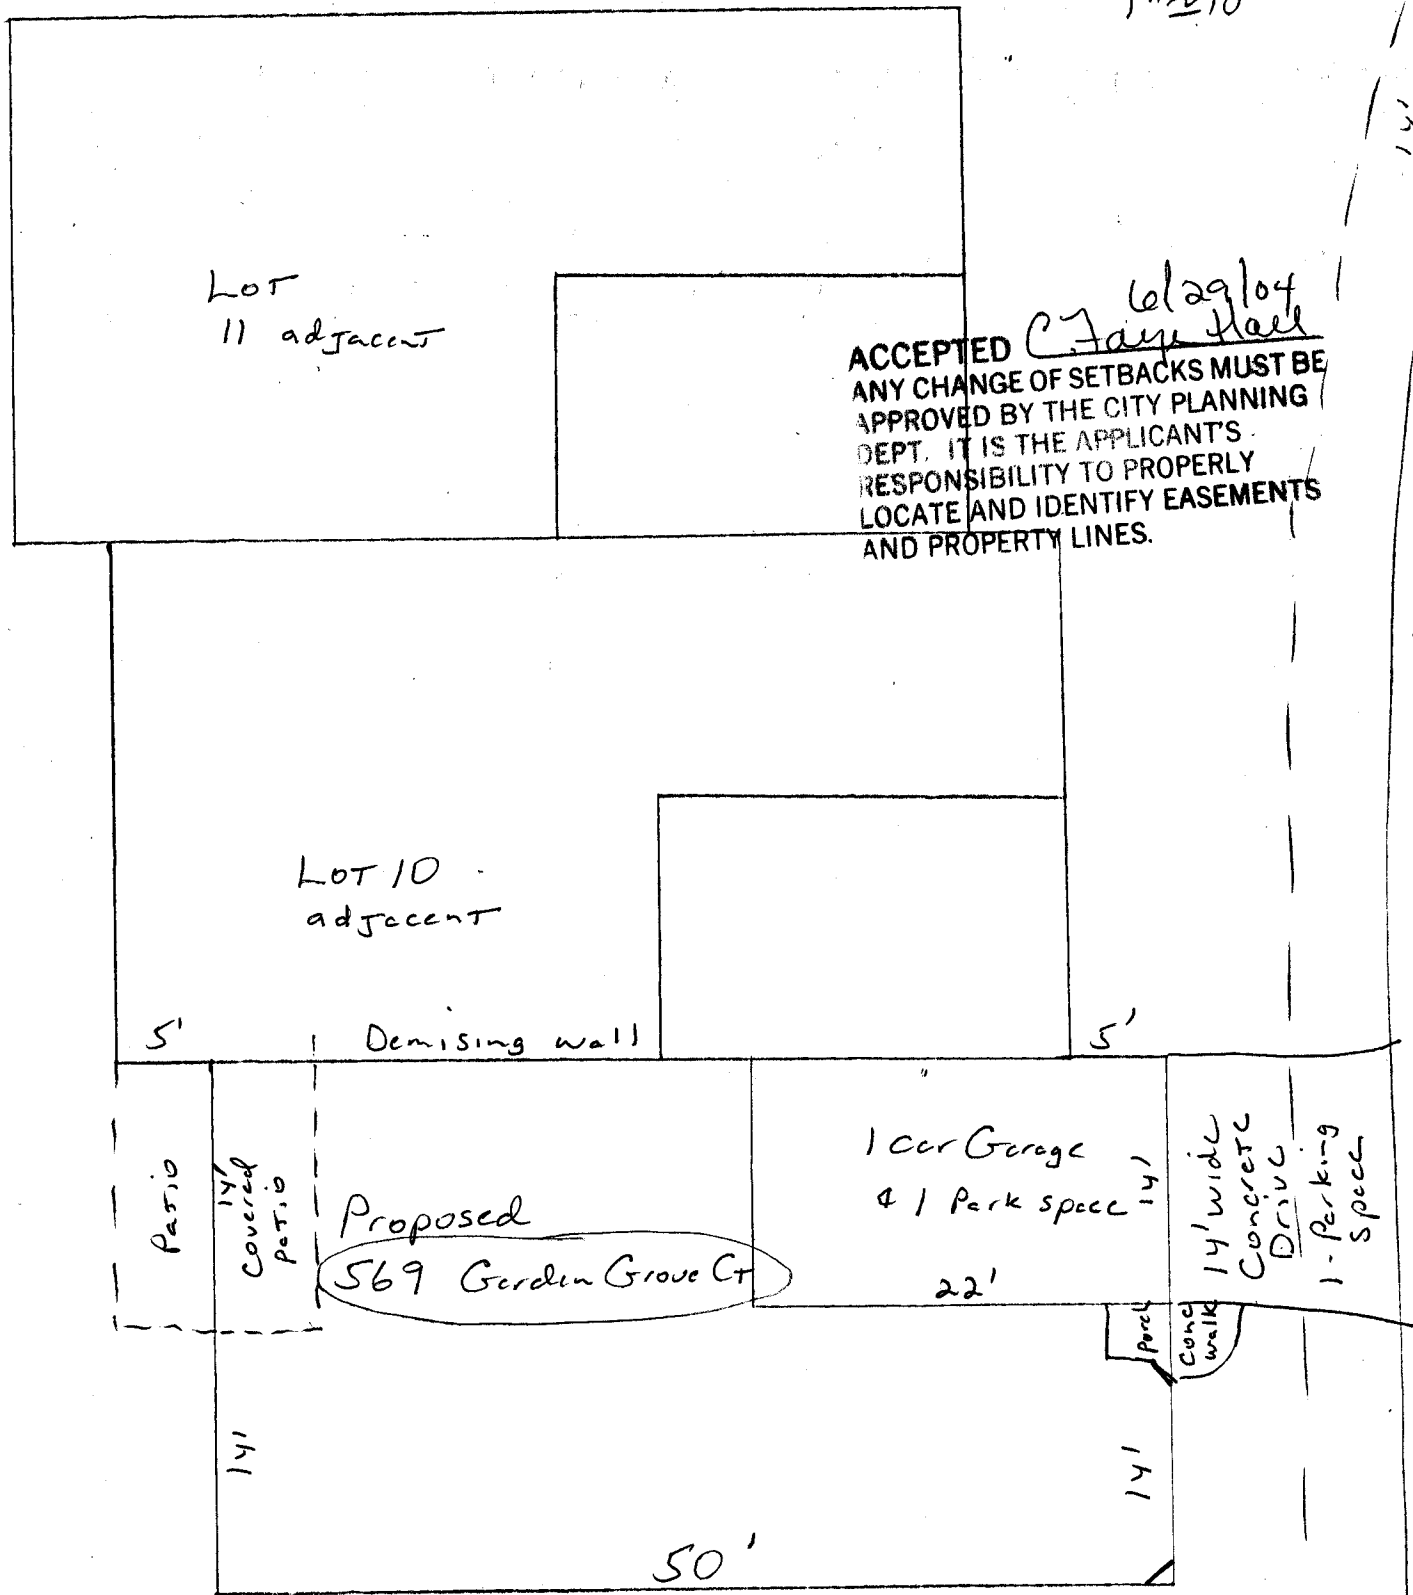 14'
Lot
11 adjacent
6/29/04
ACCEPTED C. Faye Hall
ANY CHANGE OF SETBACKS MUST BE
APPROVED BY THE CITY PLANNING
DEPT. IT IS THE APPLICANT'S
RESPONSIBILITY TO PROPERLY
LOCATE AND IDENTIFY EASEMENTS
AND PROPERTY LINES.
Lot 10
adjacent
5'
Demising wall
5'
Patio
14'
Covered
Patio
Proposed
569 Garden Grove Ct
1 car Garage
& 1 Park space
14'
22'
14' wide
Concrete
Drive
1-Parking
Space
Porch
Conc
walk
14'
14'
50'